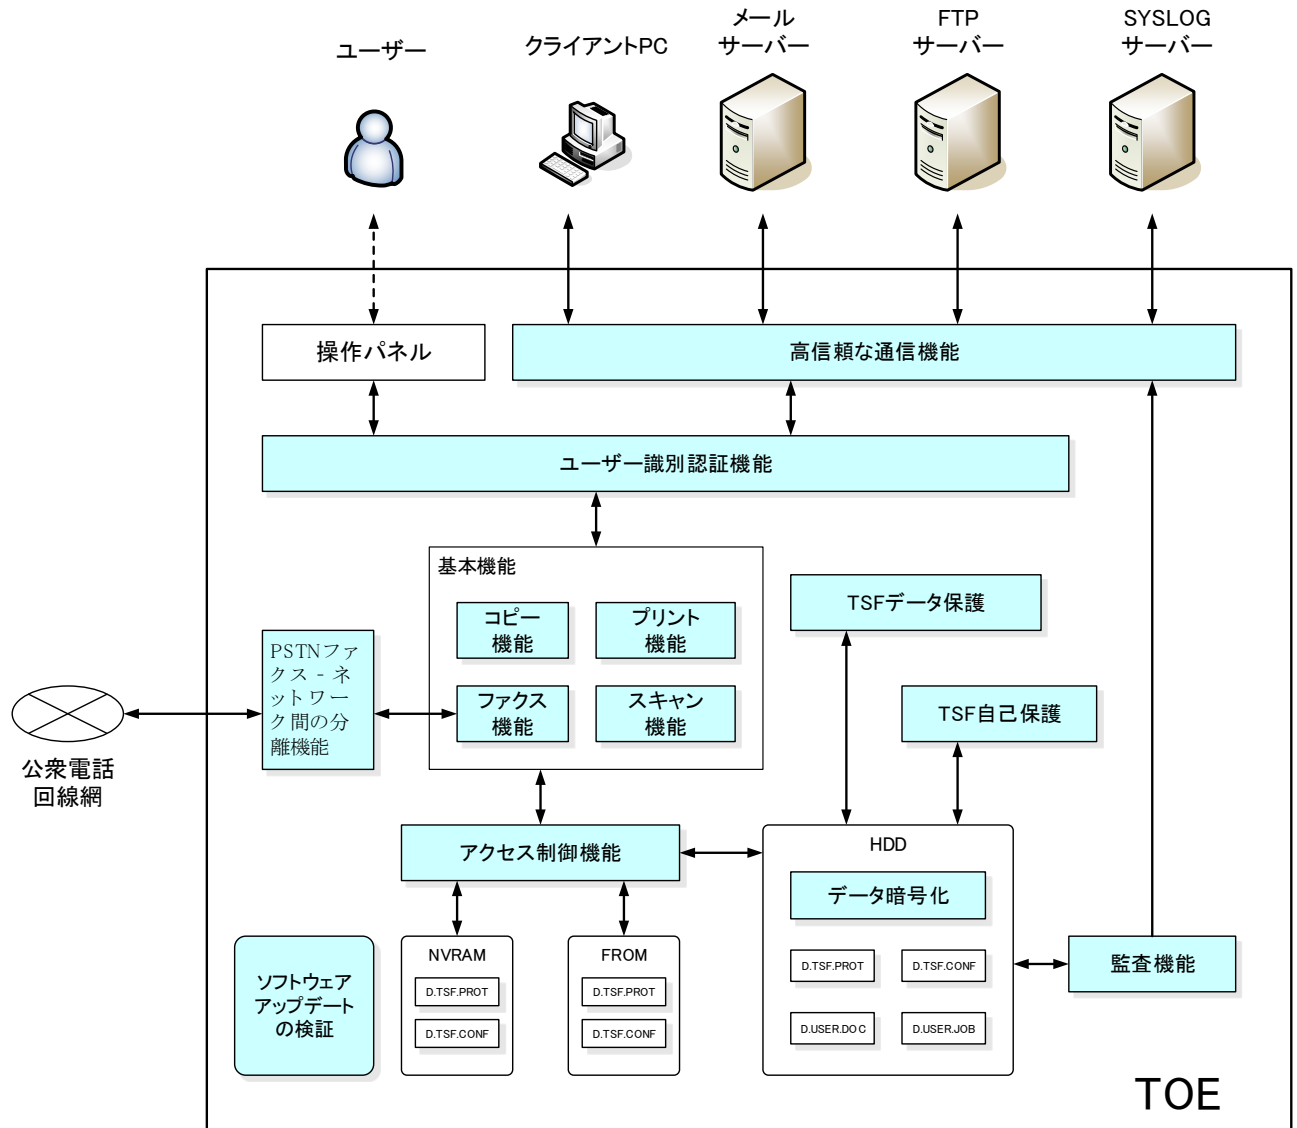 ユーザー
クライアントPC
メール
サーバー
FTP
サーバー
SYSLOG
サーバー
操作パネル
高信頼な通信機能
ユーザー識別認証機能
基本機能
コピー
機能
プリント
機能
ファクス
機能
スキャン
機能
PSTNファ
クス - ネ
ットワー
ク間の分
離機能
公衆電話
回線網
TSFデータ保護
TSF自己保護
アクセス制御機能
HDD
データ暗号化
D.TSF.PROT
D.TSF.CONF
D.USER.DOC
D.USER.JOB
監査機能
NVRAM
D.TSF.PROT
D.TSF.CONF
FROM
D.TSF.PROT
D.TSF.CONF
ソフトウェア
アップデート
の検証
TOE